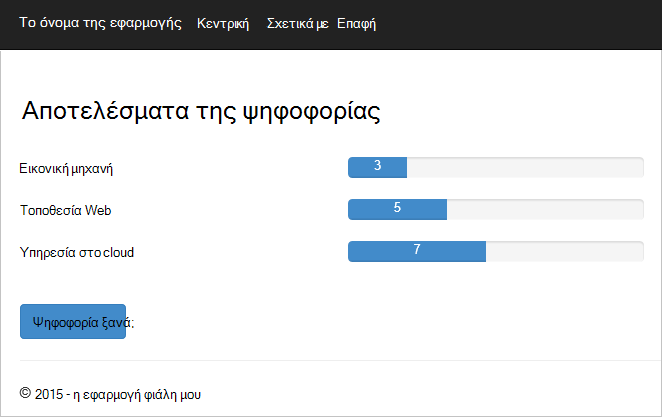 Το όνομα της εφαρμογής Κεντρική Σχετικά με Επαφή
Αποτελέσματα της ψηφοφορίας
Εικονική μηχανή 3
Τοποθεσία Web 5
Υπηρεσία στο cloud 7
Ψηφοφορία ξανά;
© 2015 - η εφαρμογή φιάλη μου